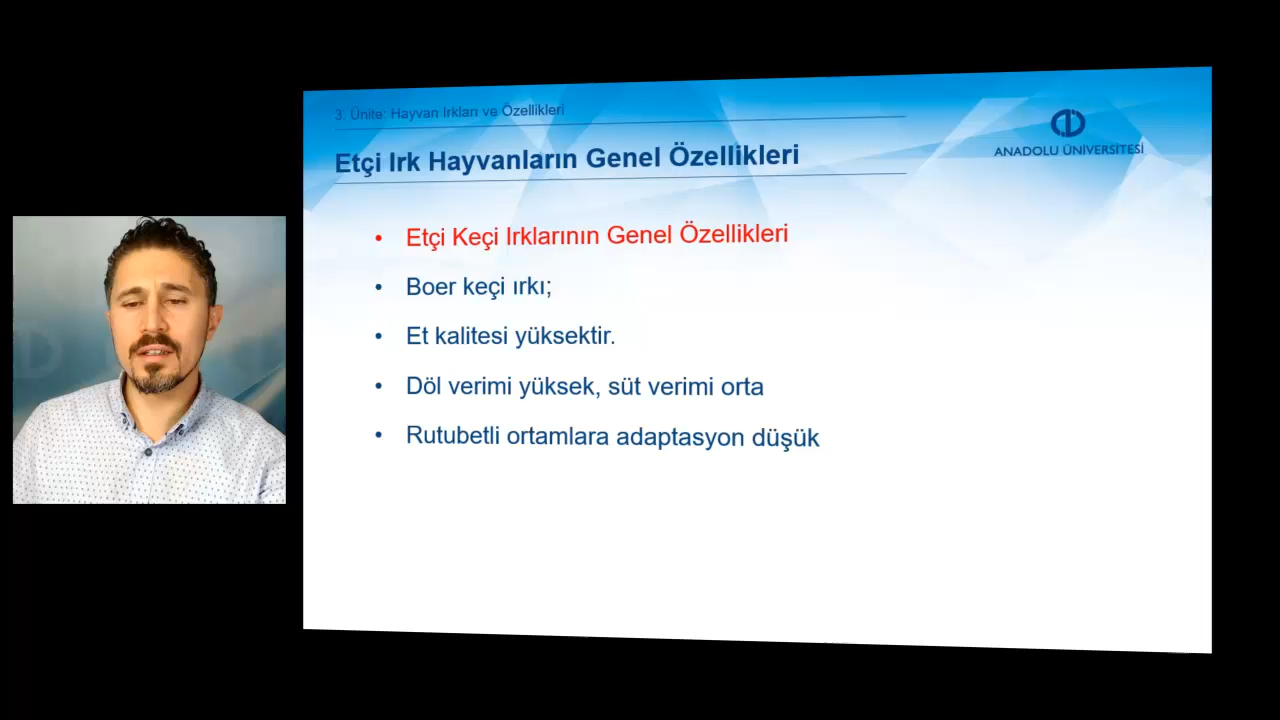 3. Ünite: Hayvan Irkları ve Özellikleri
Etçi Irk Hayvanların Genel Özellikleri
ANADOLU ÜNİVERSİTESİ
• Etçi Keçi Irklarının Genel Özellikleri
• Boer keçi ırkı;
• Et kalitesi yüksektir.
• Döl verimi yüksek, süt verimi orta
• Rutubetli ortamlara adaptasyon düşük